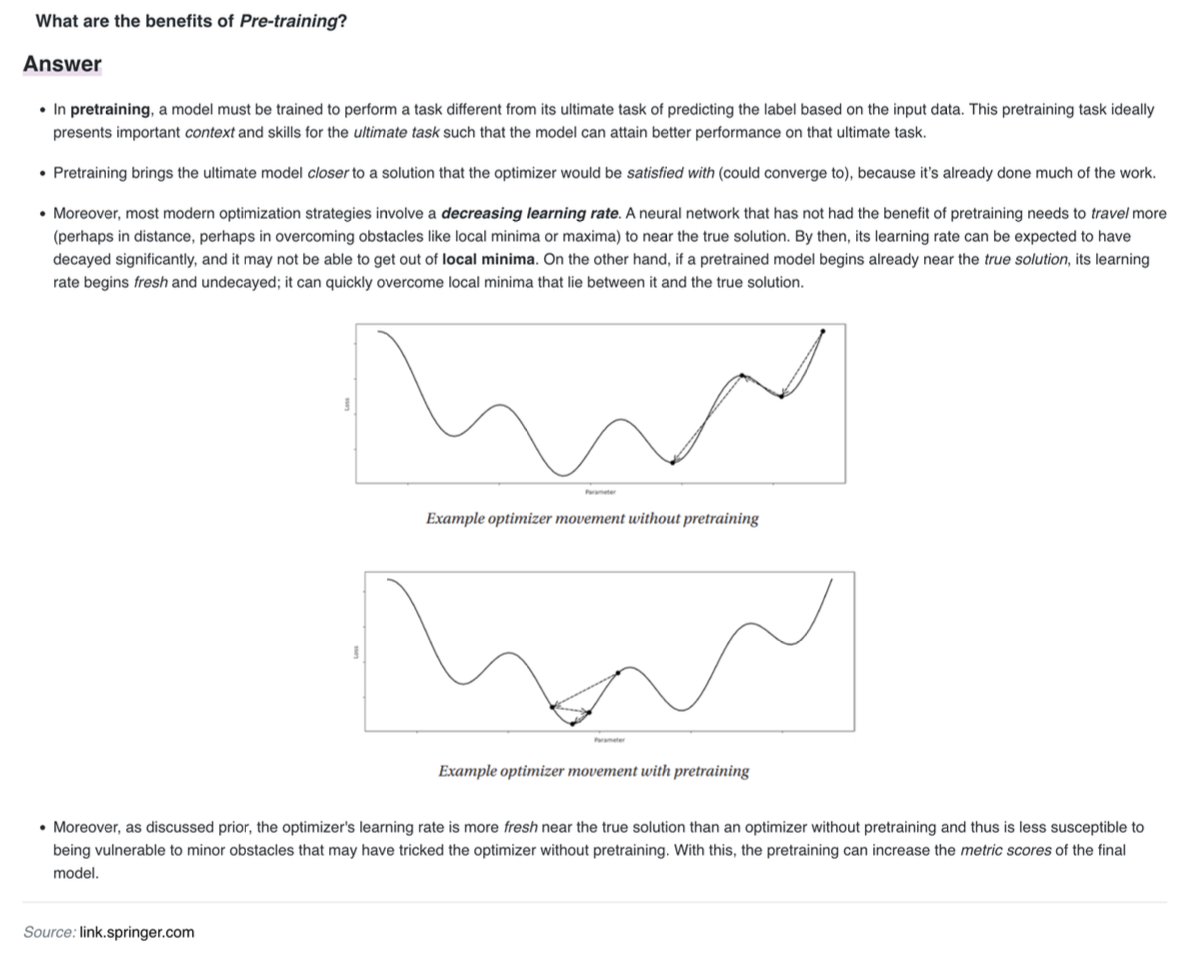 What are the benefits of Pre-training?
Answer
• In pretraining, a model must be trained to perform a task different from its ultimate task of predicting the label based on the input data. This pretraining task ideally
presents important context and skills for the ultimate task such that the model can attain better performance on that ultimate task.
• Pretraining brings the ultimate model closer to a solution that the optimizer would be satisfied with (could converge to), because it's already done much of the work.
• Moreover, most modern optimization strategies involve a decreasing learning rate. A neural network that has not had the benefit of pretraining needs to travel more
(perhaps in distance, perhaps in overcoming obstacles like local minima or maxima) to near the true solution. By then, its learning rate can be expected to have
decayed significantly, and it may not be able to get out of local minima. On the other hand, if a pretrained model begins already near the true solution, its learning
rate begins fresh and undecayed; it can quickly overcome local minima that lie between it and the true solution.
Loss
Parameter
Example optimizer movement without pretraining
Loss
Parameter
Example optimizer movement with pretraining
• Moreover, as discussed prior, the optimizer's learning rate is more fresh near the true solution than an optimizer without pretraining and thus is less susceptible to
being vulnerable to minor obstacles that may have tricked the optimizer without pretraining. With this, the pretraining can increase the metric scores of the final
model.
Source: link.springer.com